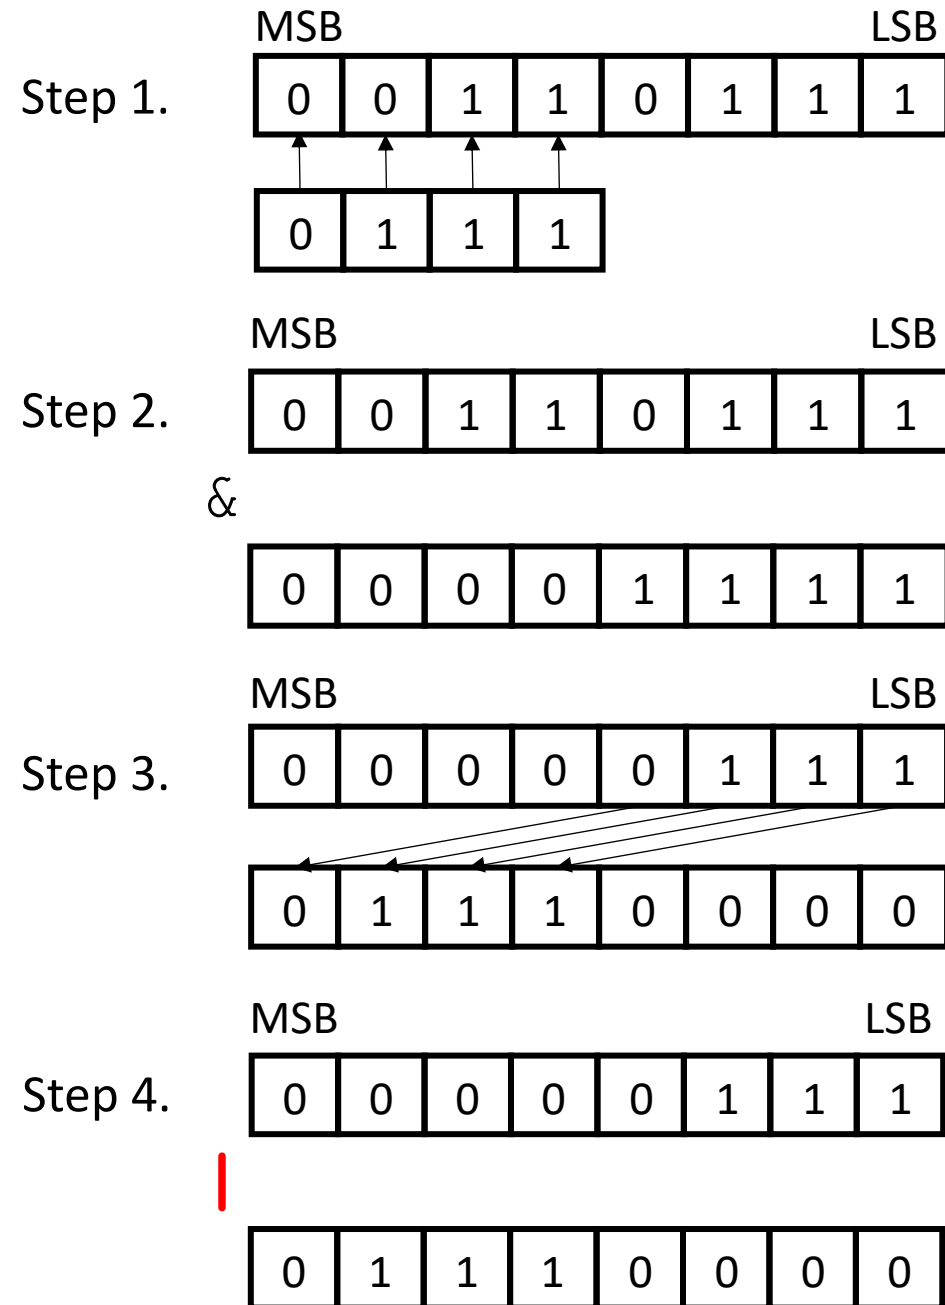 MSB LSB
Step 1. 0 0 1 1 0 1 1 1
0 1 1 1
MSB LSB
Step 2. 0 0 1 1 0 1 1 1
&
0 0 0 0 1 1 1 1
MSB LSB
Step 3. 0 0 0 0 0 1 1 1
0 1 1 1 0 0 0 0
MSB LSB
Step 4. 0 0 0 0 0 1 1 1
|
0 1 1 1 0 0 0 0